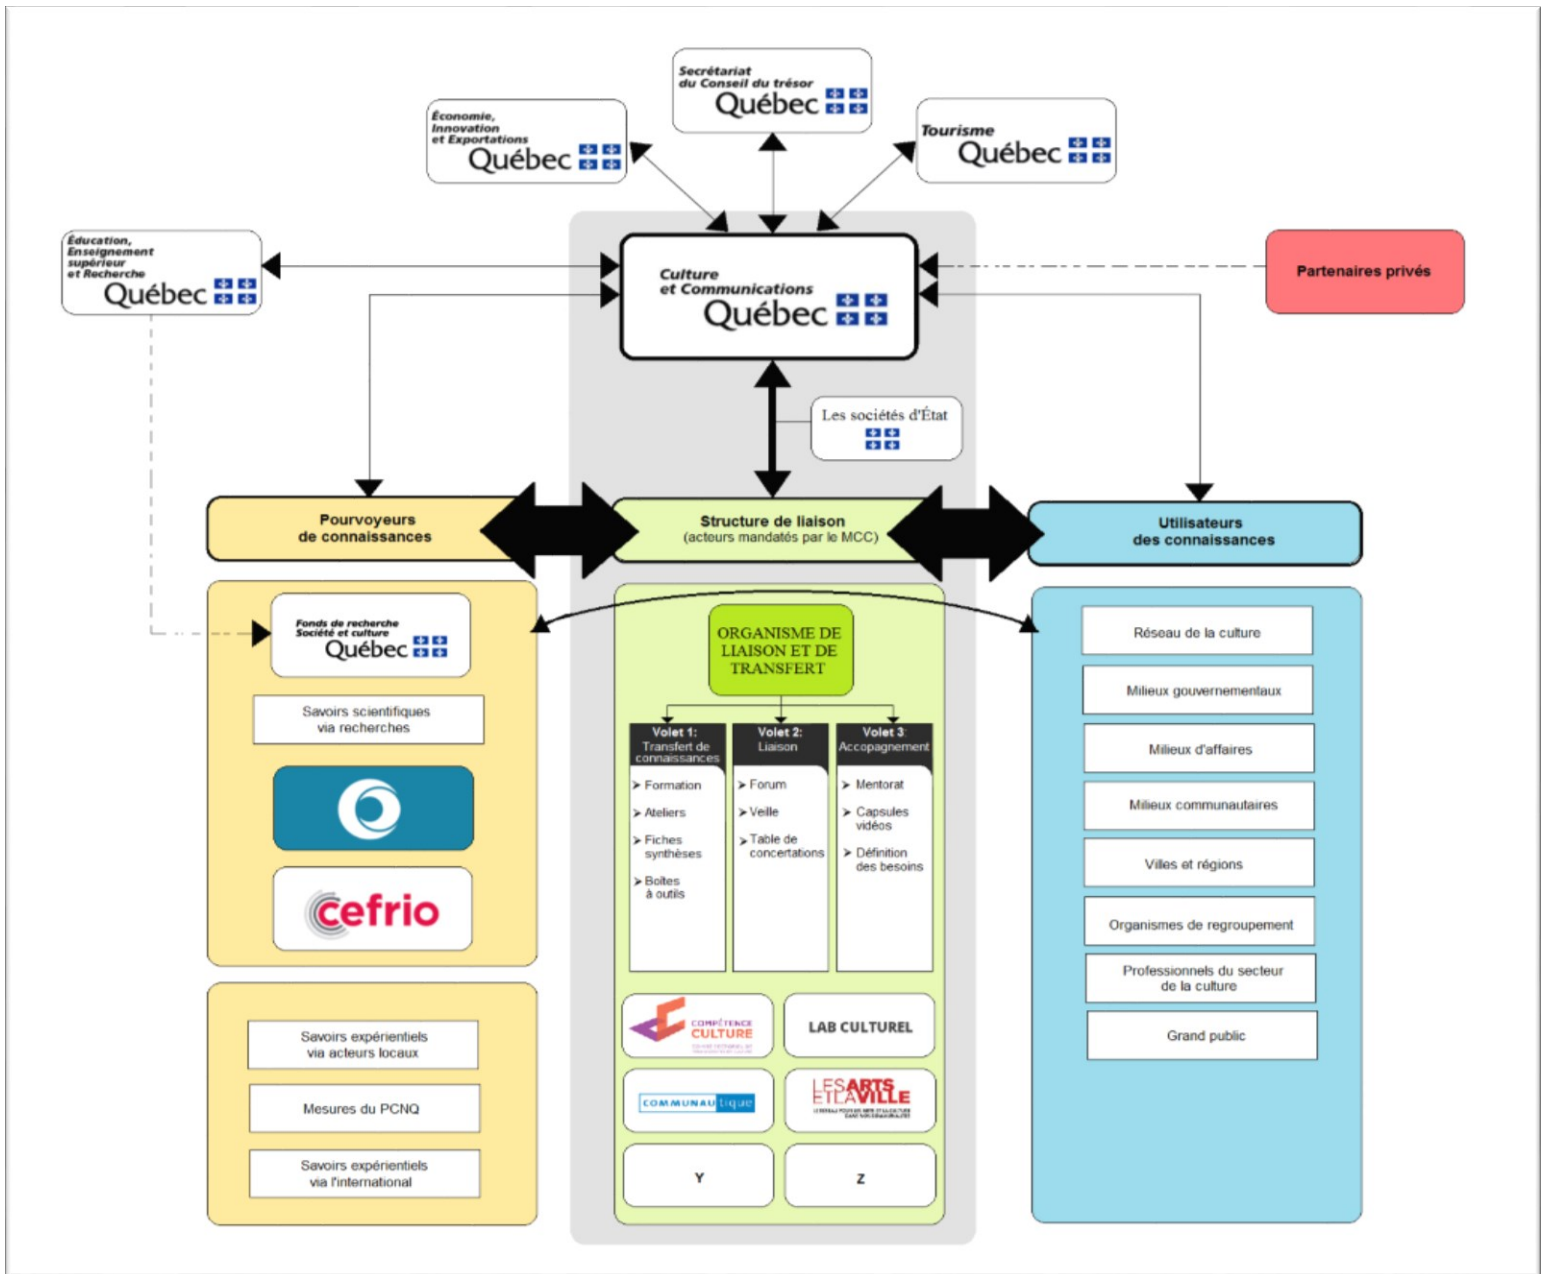 Secrétariat
du Conseil du trésor
Québec
Économie,
Innovation
et Exportations
Québec
Tourisme
Québec
Éducation,
Enseignement
supérieur
et Recherche
Québec
Culture
et Communications
Québec
Partenaires privés
Les sociétés d'État
Pourvoyeurs
de connaissances
Structure de liaison
(acteurs mandatés par le MCC)
Utilisateurs
des connaissances
Fonds de recherche
Société et culture
Québec
Savoirs scientifiques
via recherches
cefrio
Savoirs expérientiels
via acteurs locaux
Mesures du PCNQ
Savoirs expérientiels
via l'international
ORGANISME DE
LIAISON ET DE
TRANSFERT
Volet 1:
Transfert de
connaissances
➤ Formation
➤ Ateliers
➤ Fiches
synthèses
➤ Boîtes
à outils
Volet 2:
Liaison
➤ Forum
➤ Veille
➤ Table de
concertations
Volet 3:
Accopagnement
➤ Mentorat
➤ Capsules
vidéos
➤ Définition
des besoins
COMPÉTENCE
CULTURE
LAB CULTUREL
COMMUNAUtique
LES ARTS
ET LA VILLE
Y
Z
Réseau de la culture
Milieux gouvernementaux
Milieux d'affaires
Milieux communautaires
Villes et régions
Organismes de regroupement
Professionnels du secteur
de la culture
Grand public